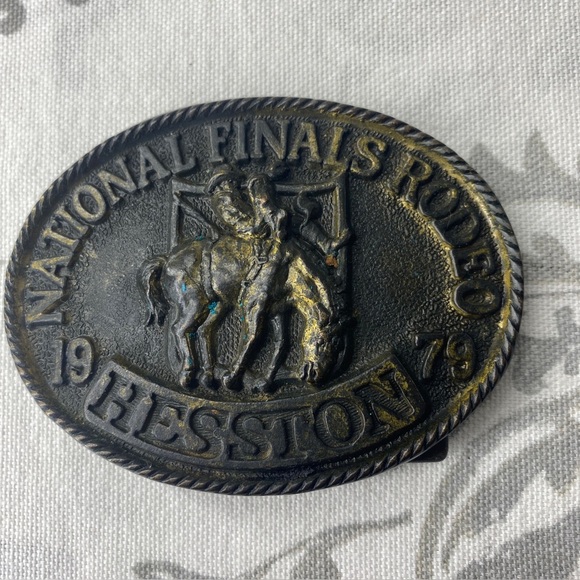 NATIONAL FINALS RODEO
19 79
HESSTON